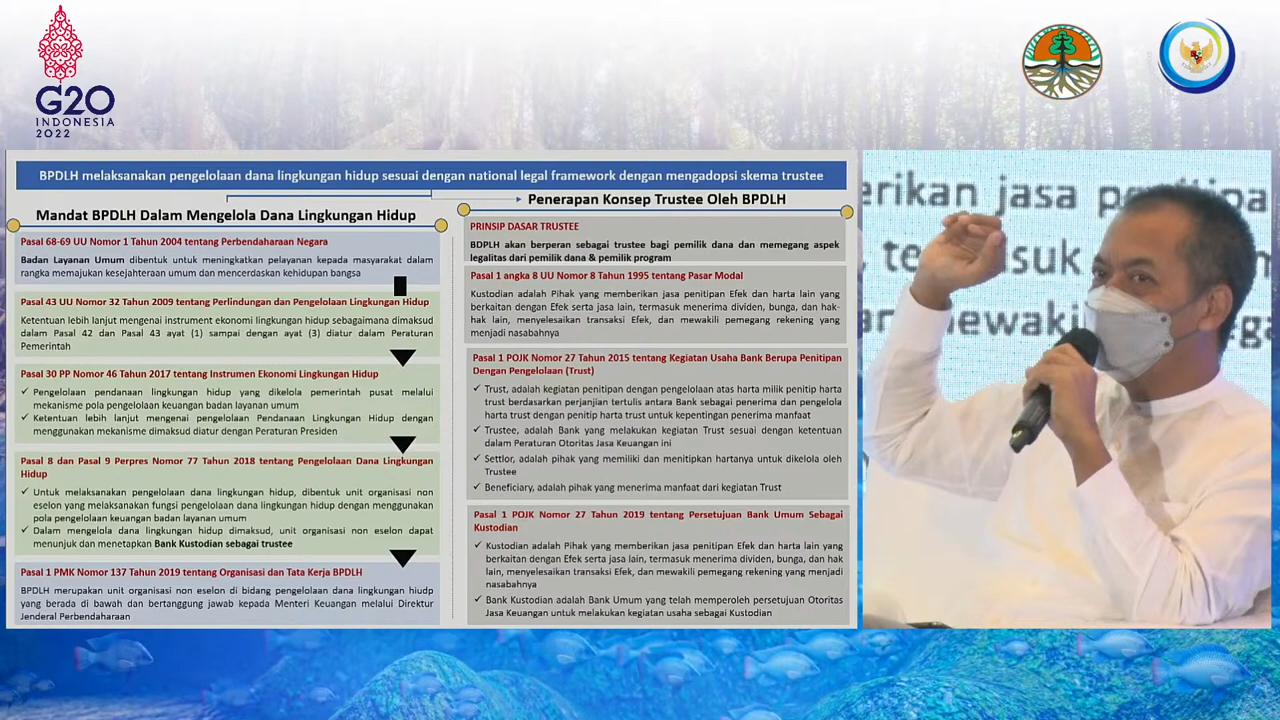 G20
INDONESIA
2022
BPDLH melaksanakan pengelolaan dana lingkungan hidup sesuai dengan national legal framework dengan mengadopsi skema trustee
Mandat BPDLH Dalam Mengelola Dana Lingkungan Hidup
Pasal 68-69 UU Nomor 1 Tahun 2004 tentang Perbendaharaan Negara
Badan Layanan Umum dibentuk untuk meningkatkan pelayanan kepada masyarakat dalam
rangka memajukan kesejahteraan umum dan mencerdaskan kehidupan bangsa
Pasal 43 UU Nomor 32 Tahun 2009 tentang Perlindungan dan Pengelolaan Lingkungan Hidup
Ketentuan lebih lanjut mengenai instrument ekonomi lingkungan hidup sebagaimana dimaksud
dalam Pasal 42 dan Pasal 43 ayat (1) sampai dengan ayat (3) diatur dalam Peraturan
Pemerintah
Pasal 30 PP Nomor 46 Tahun 2017 tentang Instrumen Ekonomi Lingkungan Hidup
✓ Pengelolaan pendanaan lingkungan hidup yang dikelola pemerintah pusat melalui
mekanisme pola pengelolaan keuangan badan layanan umum
✓ Ketentuan lebih lanjut mengenai pengelolaan Pendanaan Lingkungan Hidup dengan
menggunakan mekanisme dimaksud diatur dengan Peraturan Presiden
Pasal 8 dan Pasal 9 Perpres Nomor 77 Tahun 2018 tentang Pengelolaan Dana Lingkungan
Hidup
✓ Untuk melaksanakan pengelolaan dana lingkungan hidup, dibentuk unit organisasi non
eselon yang melaksanakan fungsi pengelolaan dana lingkungan hidup dengan menggunakan
pola pengelolaan keuangan badan layanan umum
✓ Dalam mengelola dana lingkungan hidup dimaksud, unit organisasi non eselon dapat
menunjuk dan menetapkan Bank Kustodian sebagai trustee
Pasal 1 PMK Nomor 137 Tahun 2019 tentang Organisasi dan Tata Kerja BPDLH
BPDLH merupakan unit organisasi non eselon di bidang pengelolaan dana lingkungan hiudp
yang berada di bawah dan bertanggung jawab kepada Menteri Keuangan melalui Direktur
Jenderal Perbendaharaan
Penerapan Konsep Trustee Oleh BPDLH
PRINSIP DASAR TRUSTEE
BDPLH akan berperan sebagai trustee bagi pemilik dana dan memegang aspek
legalitas dari pemilik dana & pemilik program
Pasal 1 angka 8 UU Nomor 8 Tahun 1995 tentang Pasar Modal
Kustodian adalah Pihak yang memberikan jasa penitipan Efek dan harta lain yang
berkaitan dengan Efek serta jasa lain, termasuk menerima dividen, bunga, dan hak-
hak lain, menyelesaikan transaksi Efek, dan mewakili pemegang rekening yang
menjadi nasabahnya
Pasal 1 POJK Nomor 27 Tahun 2015 tentang Kegiatan Usaha Bank Berupa Penitipan
Dengan Pengelolaan (Trust)
✓ Trust, adalah kegiatan penitipan dengan pengelolaan atas harta milik penitip harta
trust berdasarkan perjanjian tertulis antara Bank sebagai penerima dan pengelola
harta trust dengan penitip harta trust untuk kepentingan penerima manfaat
✓ Trustee, adalah Bank yang melakukan kegiatan Trust sesuai dengan ketentuan
dalam Peraturan Otoritas Jasa Keuangan ini
✓ Settlor, adalah pihak yang memiliki dan menitipkan hartanya untuk dikelola oleh
Trustee
✓ Beneficiary, adalah pihak yang menerima manfaat dari kegiatan Trust
Pasal 1 POJK Nomor 27 Tahun 2019 tentang Persetujuan Bank Umum Sebagai
Kustodian
✓ Kustodian adalah Pihak yang memberikan jasa penitipan Efek dan harta lain yang
berkaitan dengan Efek serta jasa lain, termasuk menerima dividen, bunga, dan hak
lain, menyelesaikan transaksi Efek, dan mewakili pemegang rekening yang menjadi
nasabahnya
✓ Bank Kustodian adalah Bank Umum yang telah memperoleh persetujuan Otoritas
Jasa Keuangan untuk melakukan kegiatan usaha sebagai Kustodian
erikan jasa